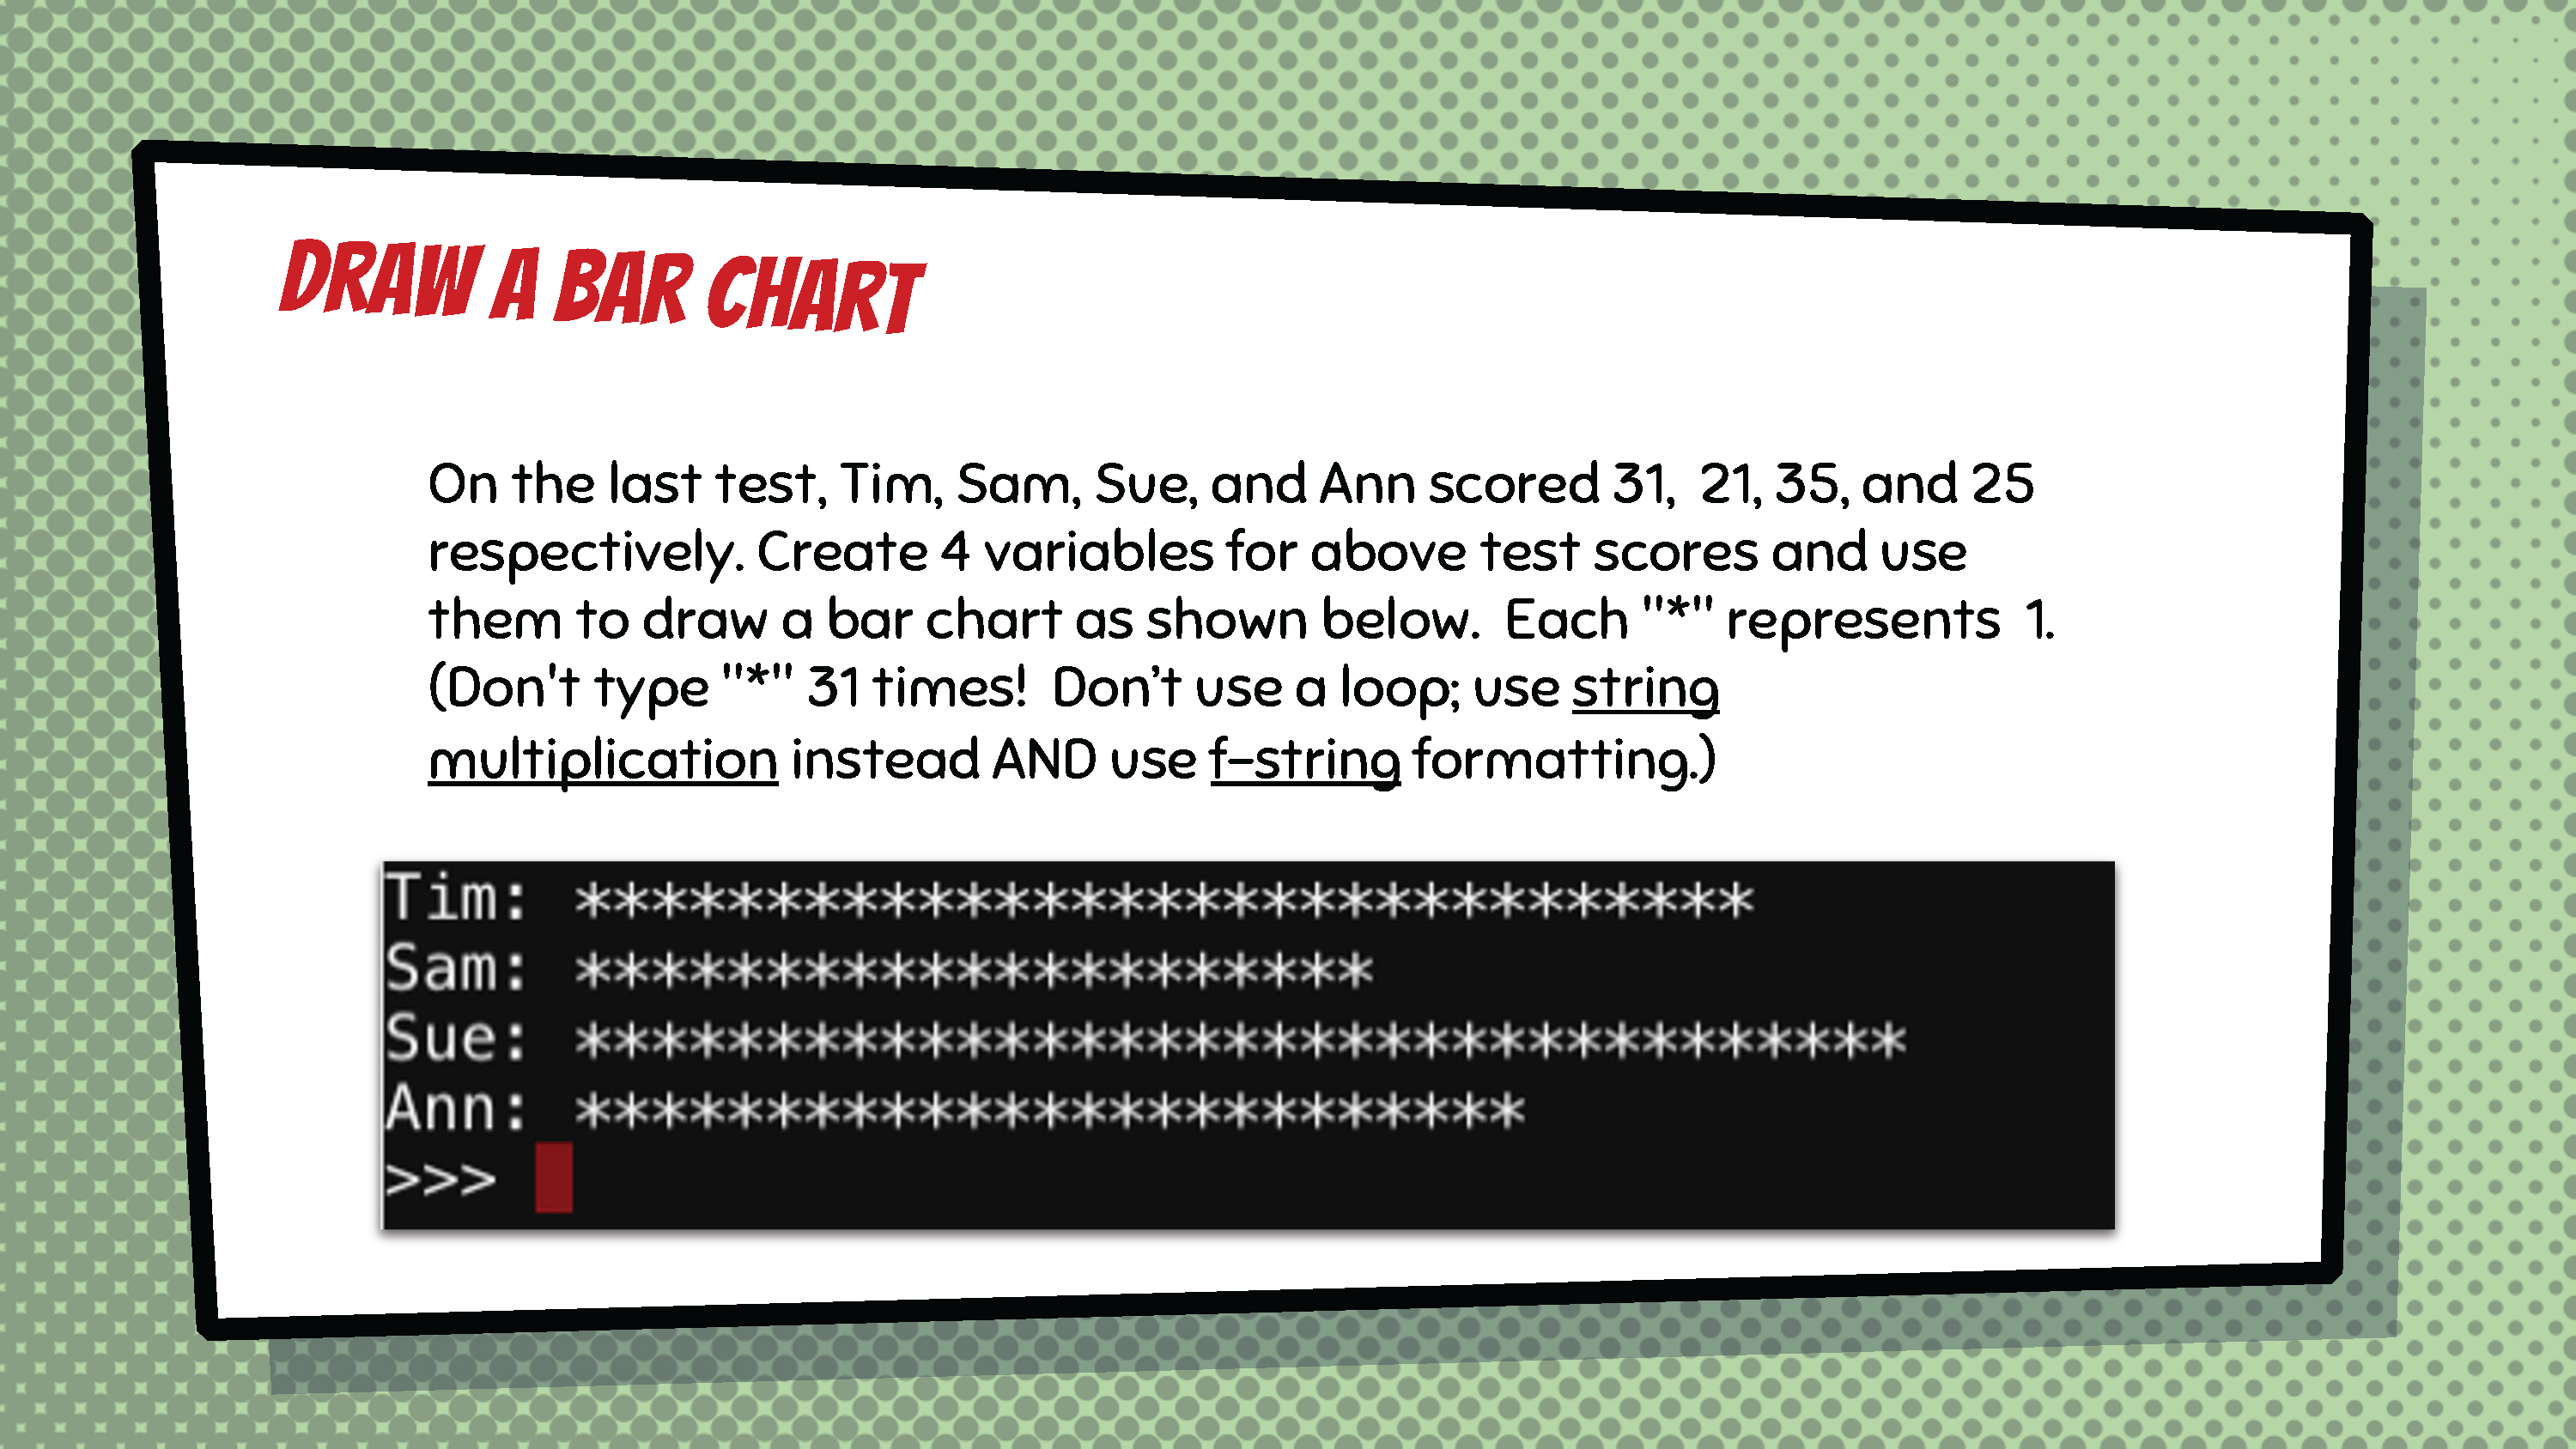 DRAW A BAR CHART
On the last test, Tim, Sam, Sue, and Ann scored 31,  21, 35, and 25
respectively. Create 4 variables for above test scores and use
them to draw a bar chart as shown below.  Each "*" represents  1.
(Don't type "*" 31 times!  Don’t use a loop; use string
multiplication instead AND use f-string formatting.)
Tim: *******************************
Sam: *********************
Sue: ***********************************
Ann: *************************
>>>